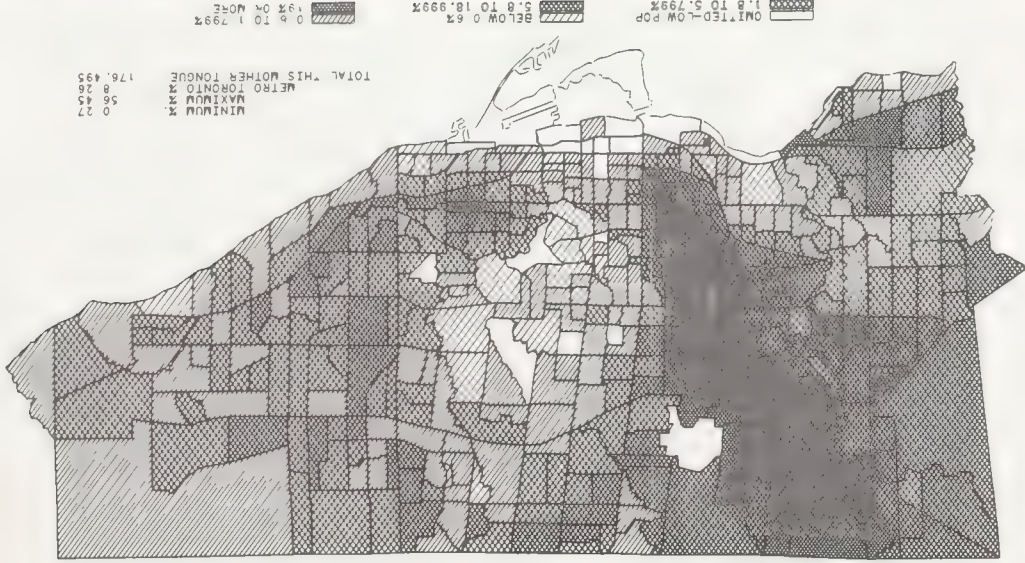 MINIMUM % 0.27
MAXIMUM % 56.45
METRO TORONTO % 8.26
TOTAL THIS MOTHER TONGUE 176,495
OMITTED-LOW POP BELOW 0.6% 0.6 TO 1.799%
1.8 TO 5.799% 5.8 TO 18.999% 19% OR MORE